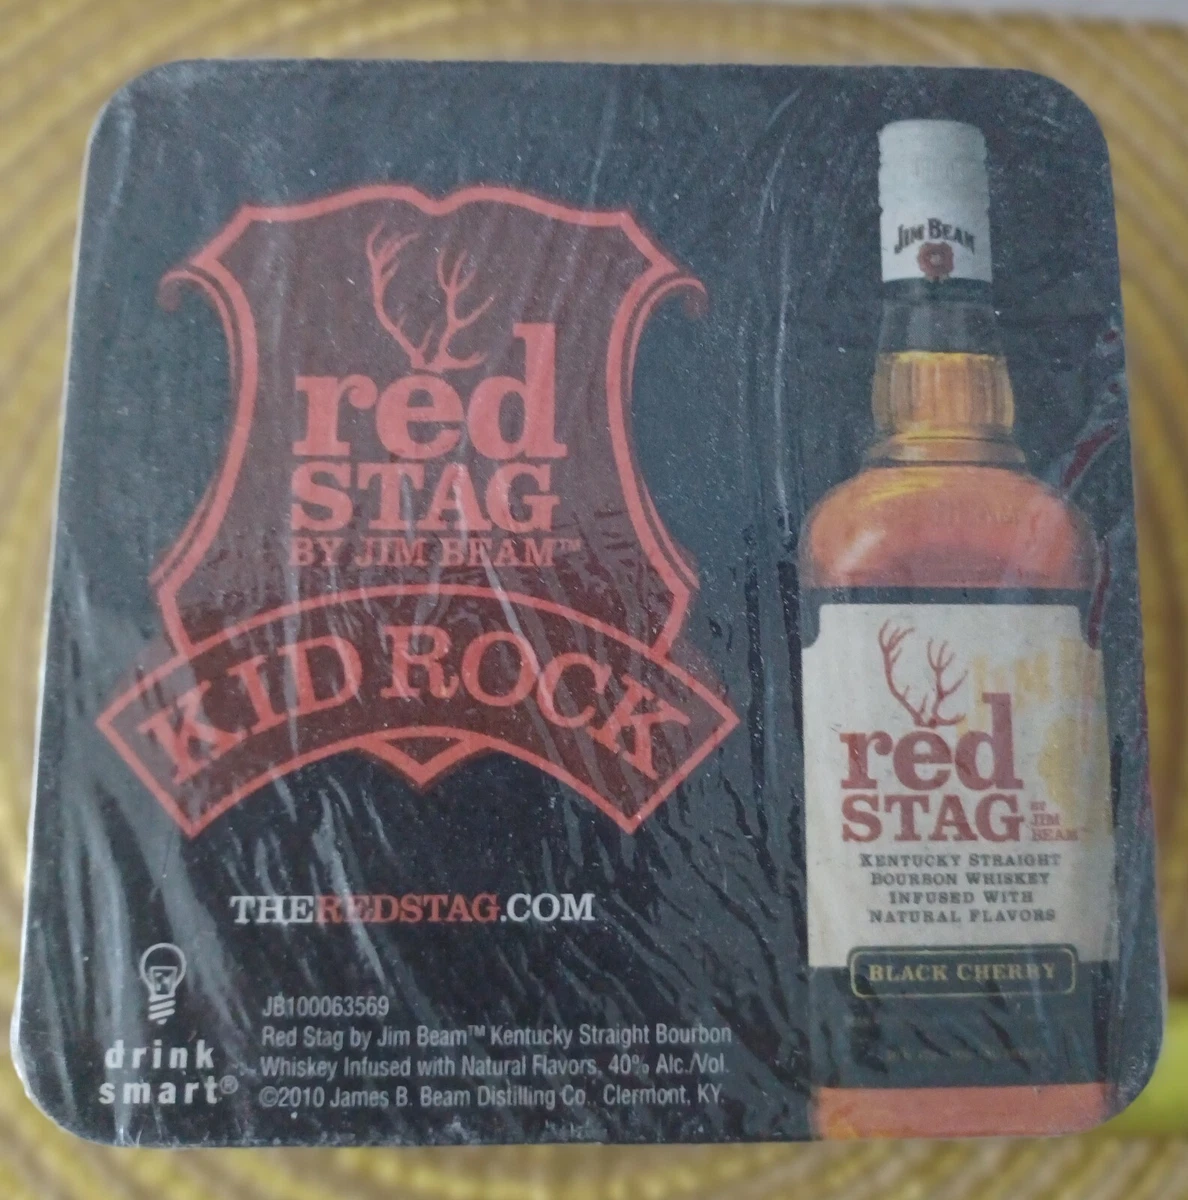 red
STAG
BY JIM BEAM™
KID ROCK
THEREDSTAG.COM
drink
smart®
JB100063569
Red Stag by Jim Beam™ Kentucky Straight Bourbon
Whiskey Infused with Natural Flavors, 40% Alc./Vol.
©2010 James B. Beam Distilling Co., Clermont, KY.
JIM BEAM
red
STAG
BY
JIM
BEAM™
KENTUCKY STRAIGHT
BOURBON WHISKEY
INFUSED WITH
NATURAL FLAVORS
BLACK CHERRY